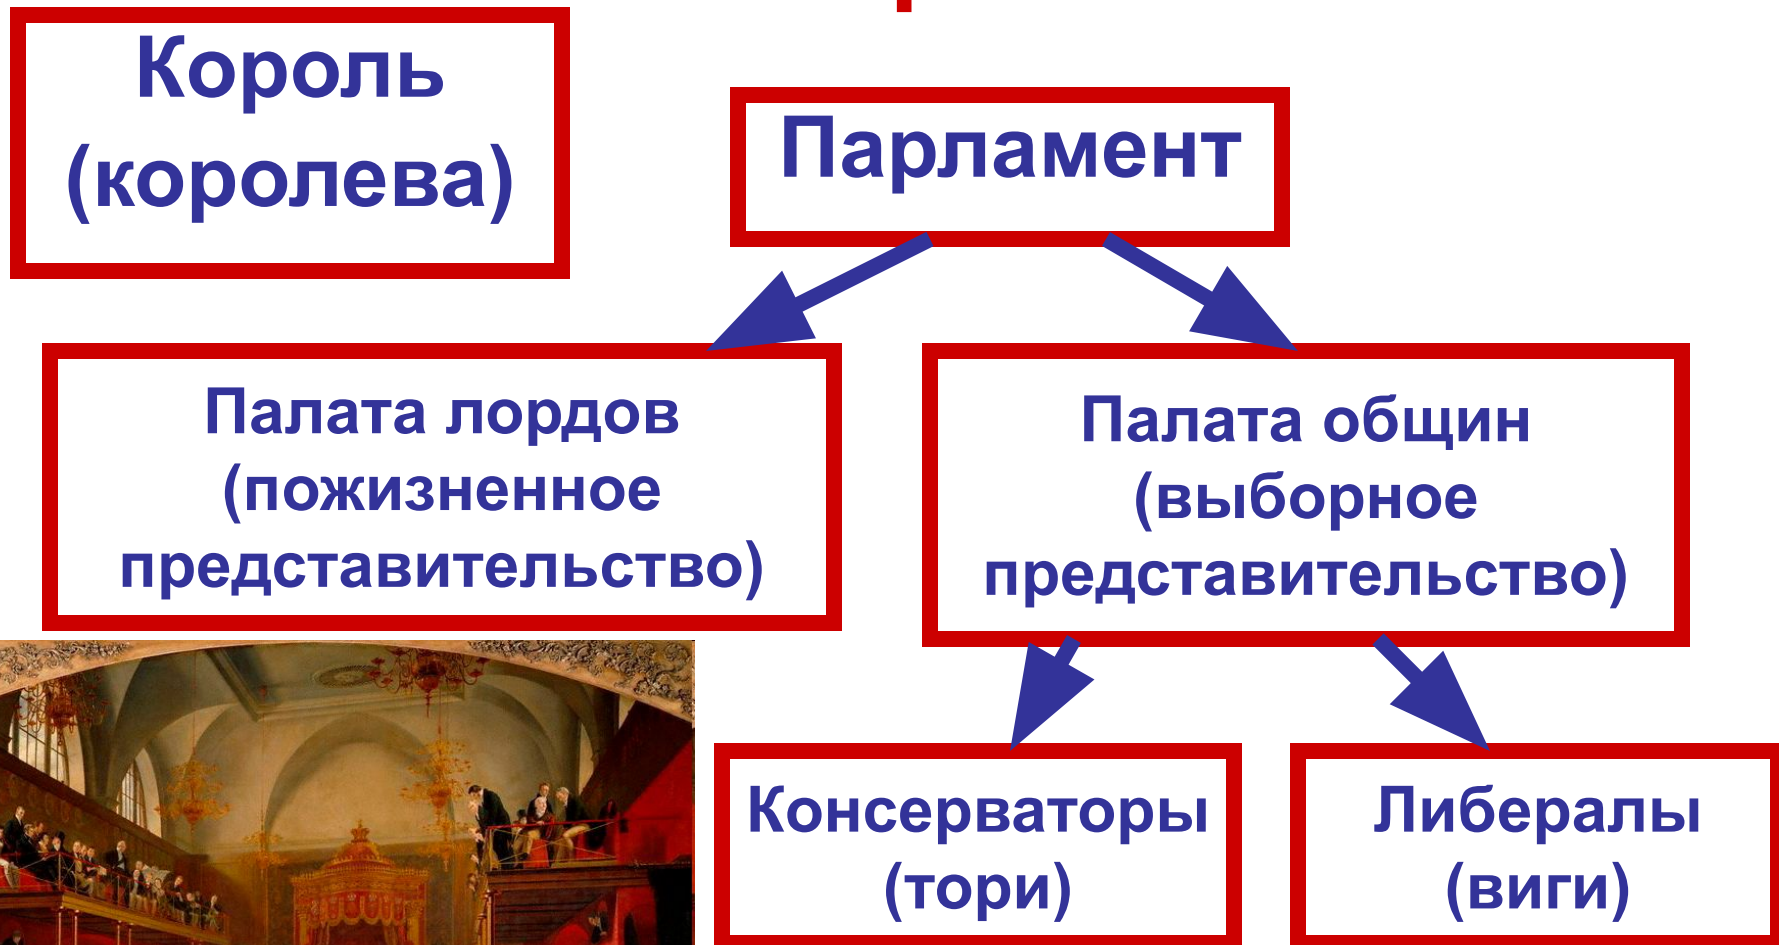 Король
(королева)
Парламент
Палата лордов
(пожизненное
представительство)
Палата общин
(выборное
представительство)
Консерваторы
(тори)
Либералы
(виги)